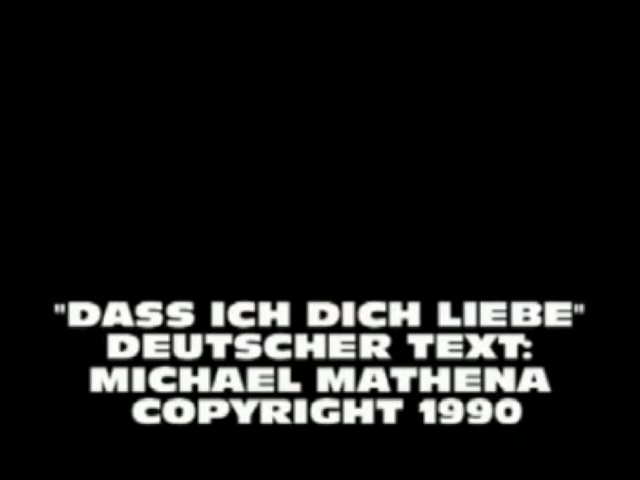 "DASS ICH DICH LIEBE"
DEUTSCHER TEXT:
MICHAEL MATHENA
COPYRIGHT 1990